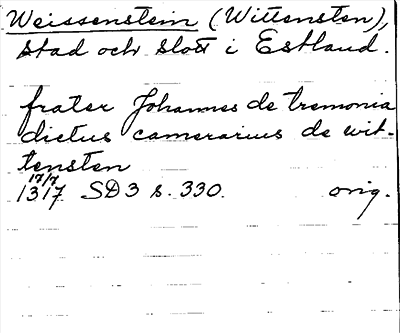 Weissenstein (Wittensten),
stad och slott i Estland.
frater Johannes de tremonia
dictus camerarius de wit-
tensten
17/7
1317 SD 3 s. 330. orig.